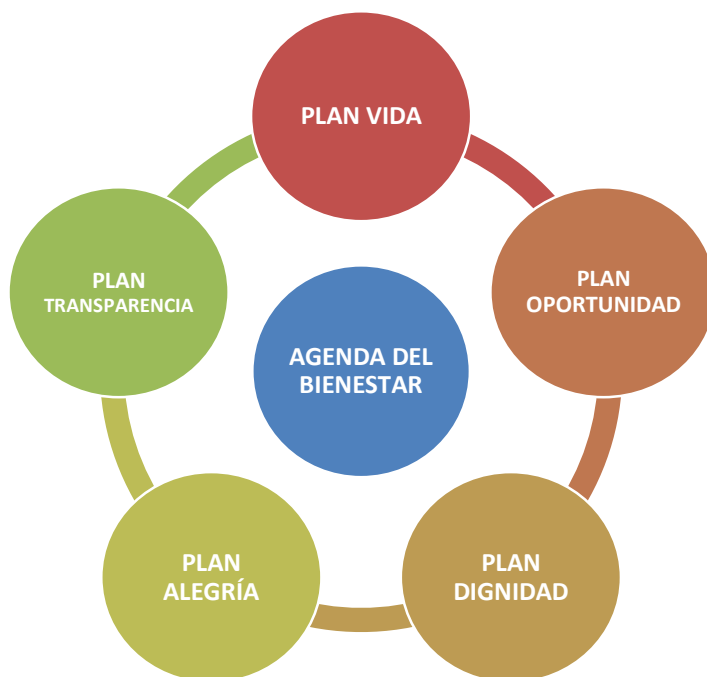 PLAN VIDA
PLAN
OPORTUNIDAD
PLAN
DIGNIDAD
PLAN
ALEGRÍA
PLAN
TRANSPARENCIA
AGENDA DEL
BIENESTAR